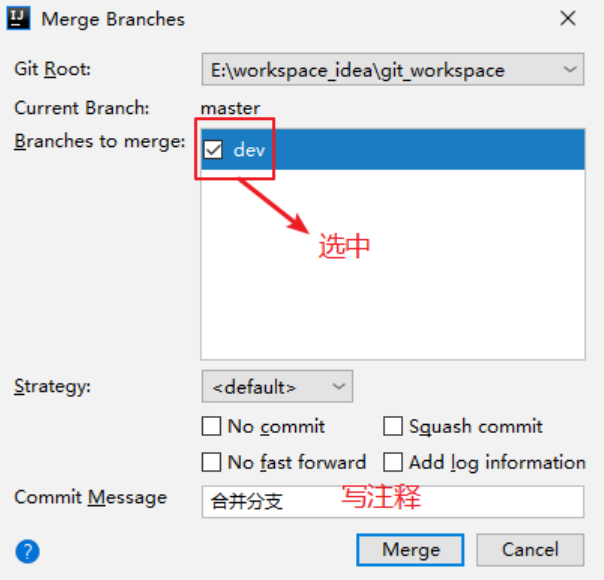 Merge Branches
Git Root: E:\workspace_idea\git_workspace
Current Branch: master
Branches to merge: dev
选中
Strategy: <default>
No commit Squash commit
No fast forward Add log information
Commit Message 合并分支 写注释
? Merge Cancel